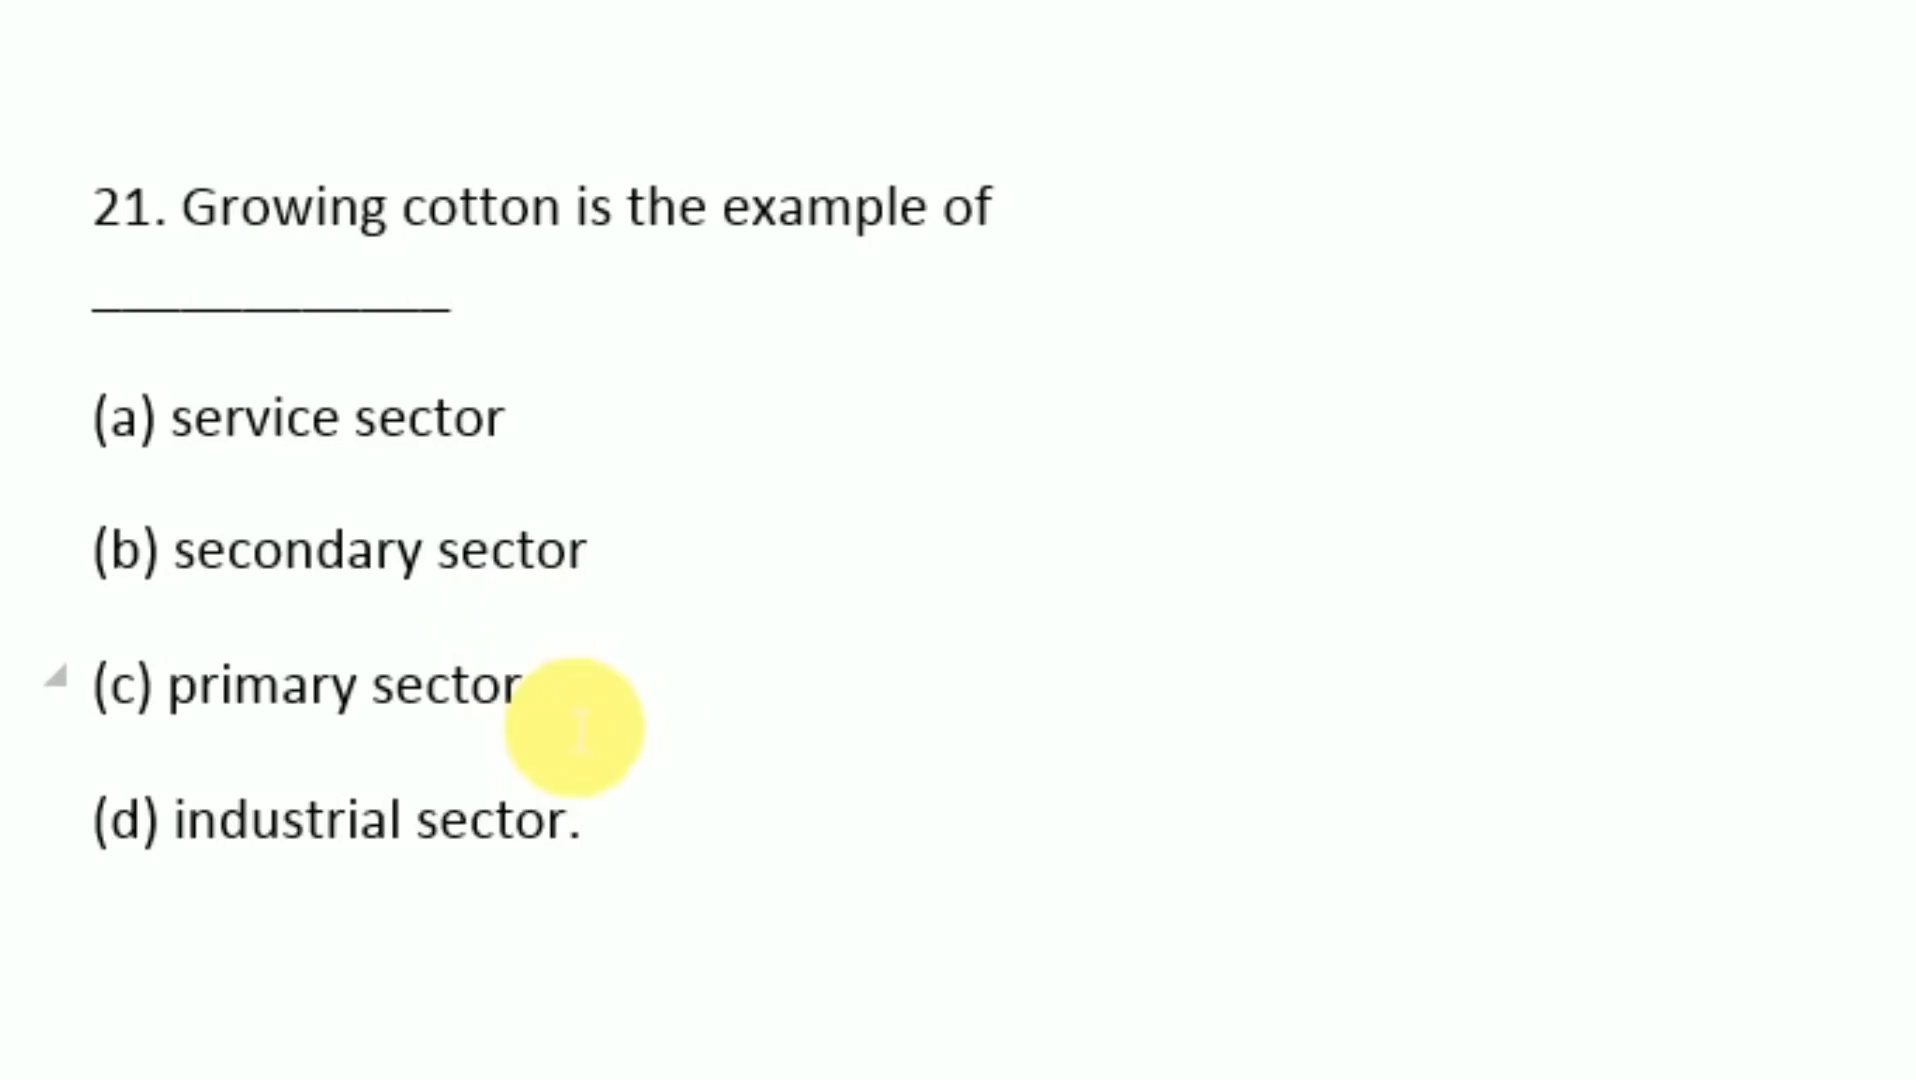 21. Growing cotton is the example of
____________
(a) service sector
(b) secondary sector
(c) primary sector
(d) industrial sector.